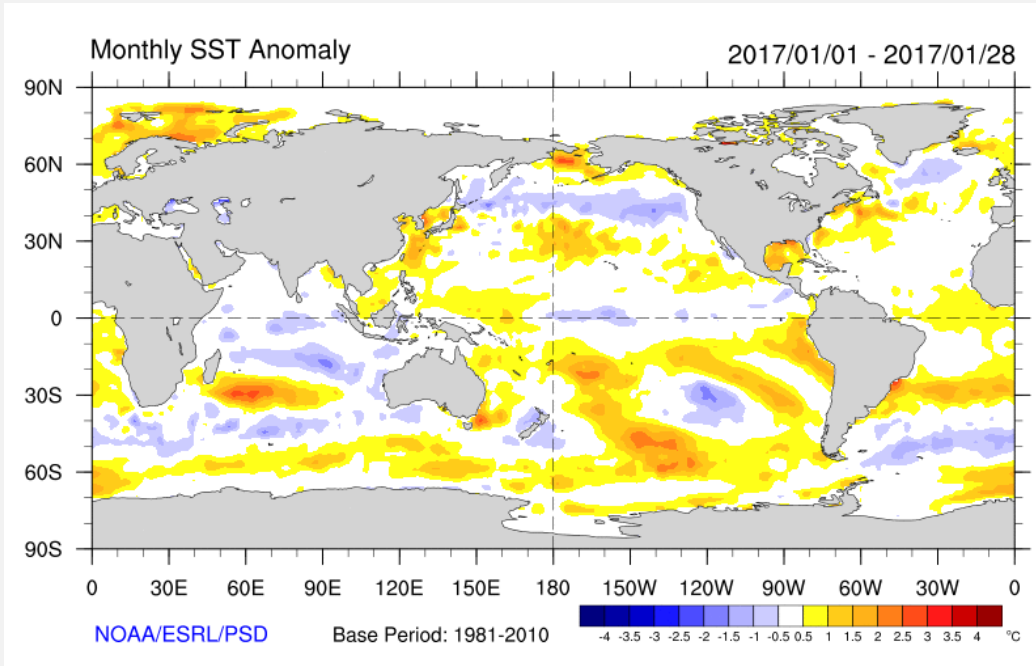 Monthly SST Anomaly 2017/01/01 - 2017/01/28
90N
60N
30N
0
30S
60S
90S
0 30E 60E 90E 120E 150E 180 150W 120W 90W 60W 30W 0
NOAA/ESRL/PSD Base Period: 1981-2010
-4 -3.5 -3 -2.5 -2 -1.5 -1 -0.5 0.5 1 1.5 2 2.5 3 3.5 4 °C